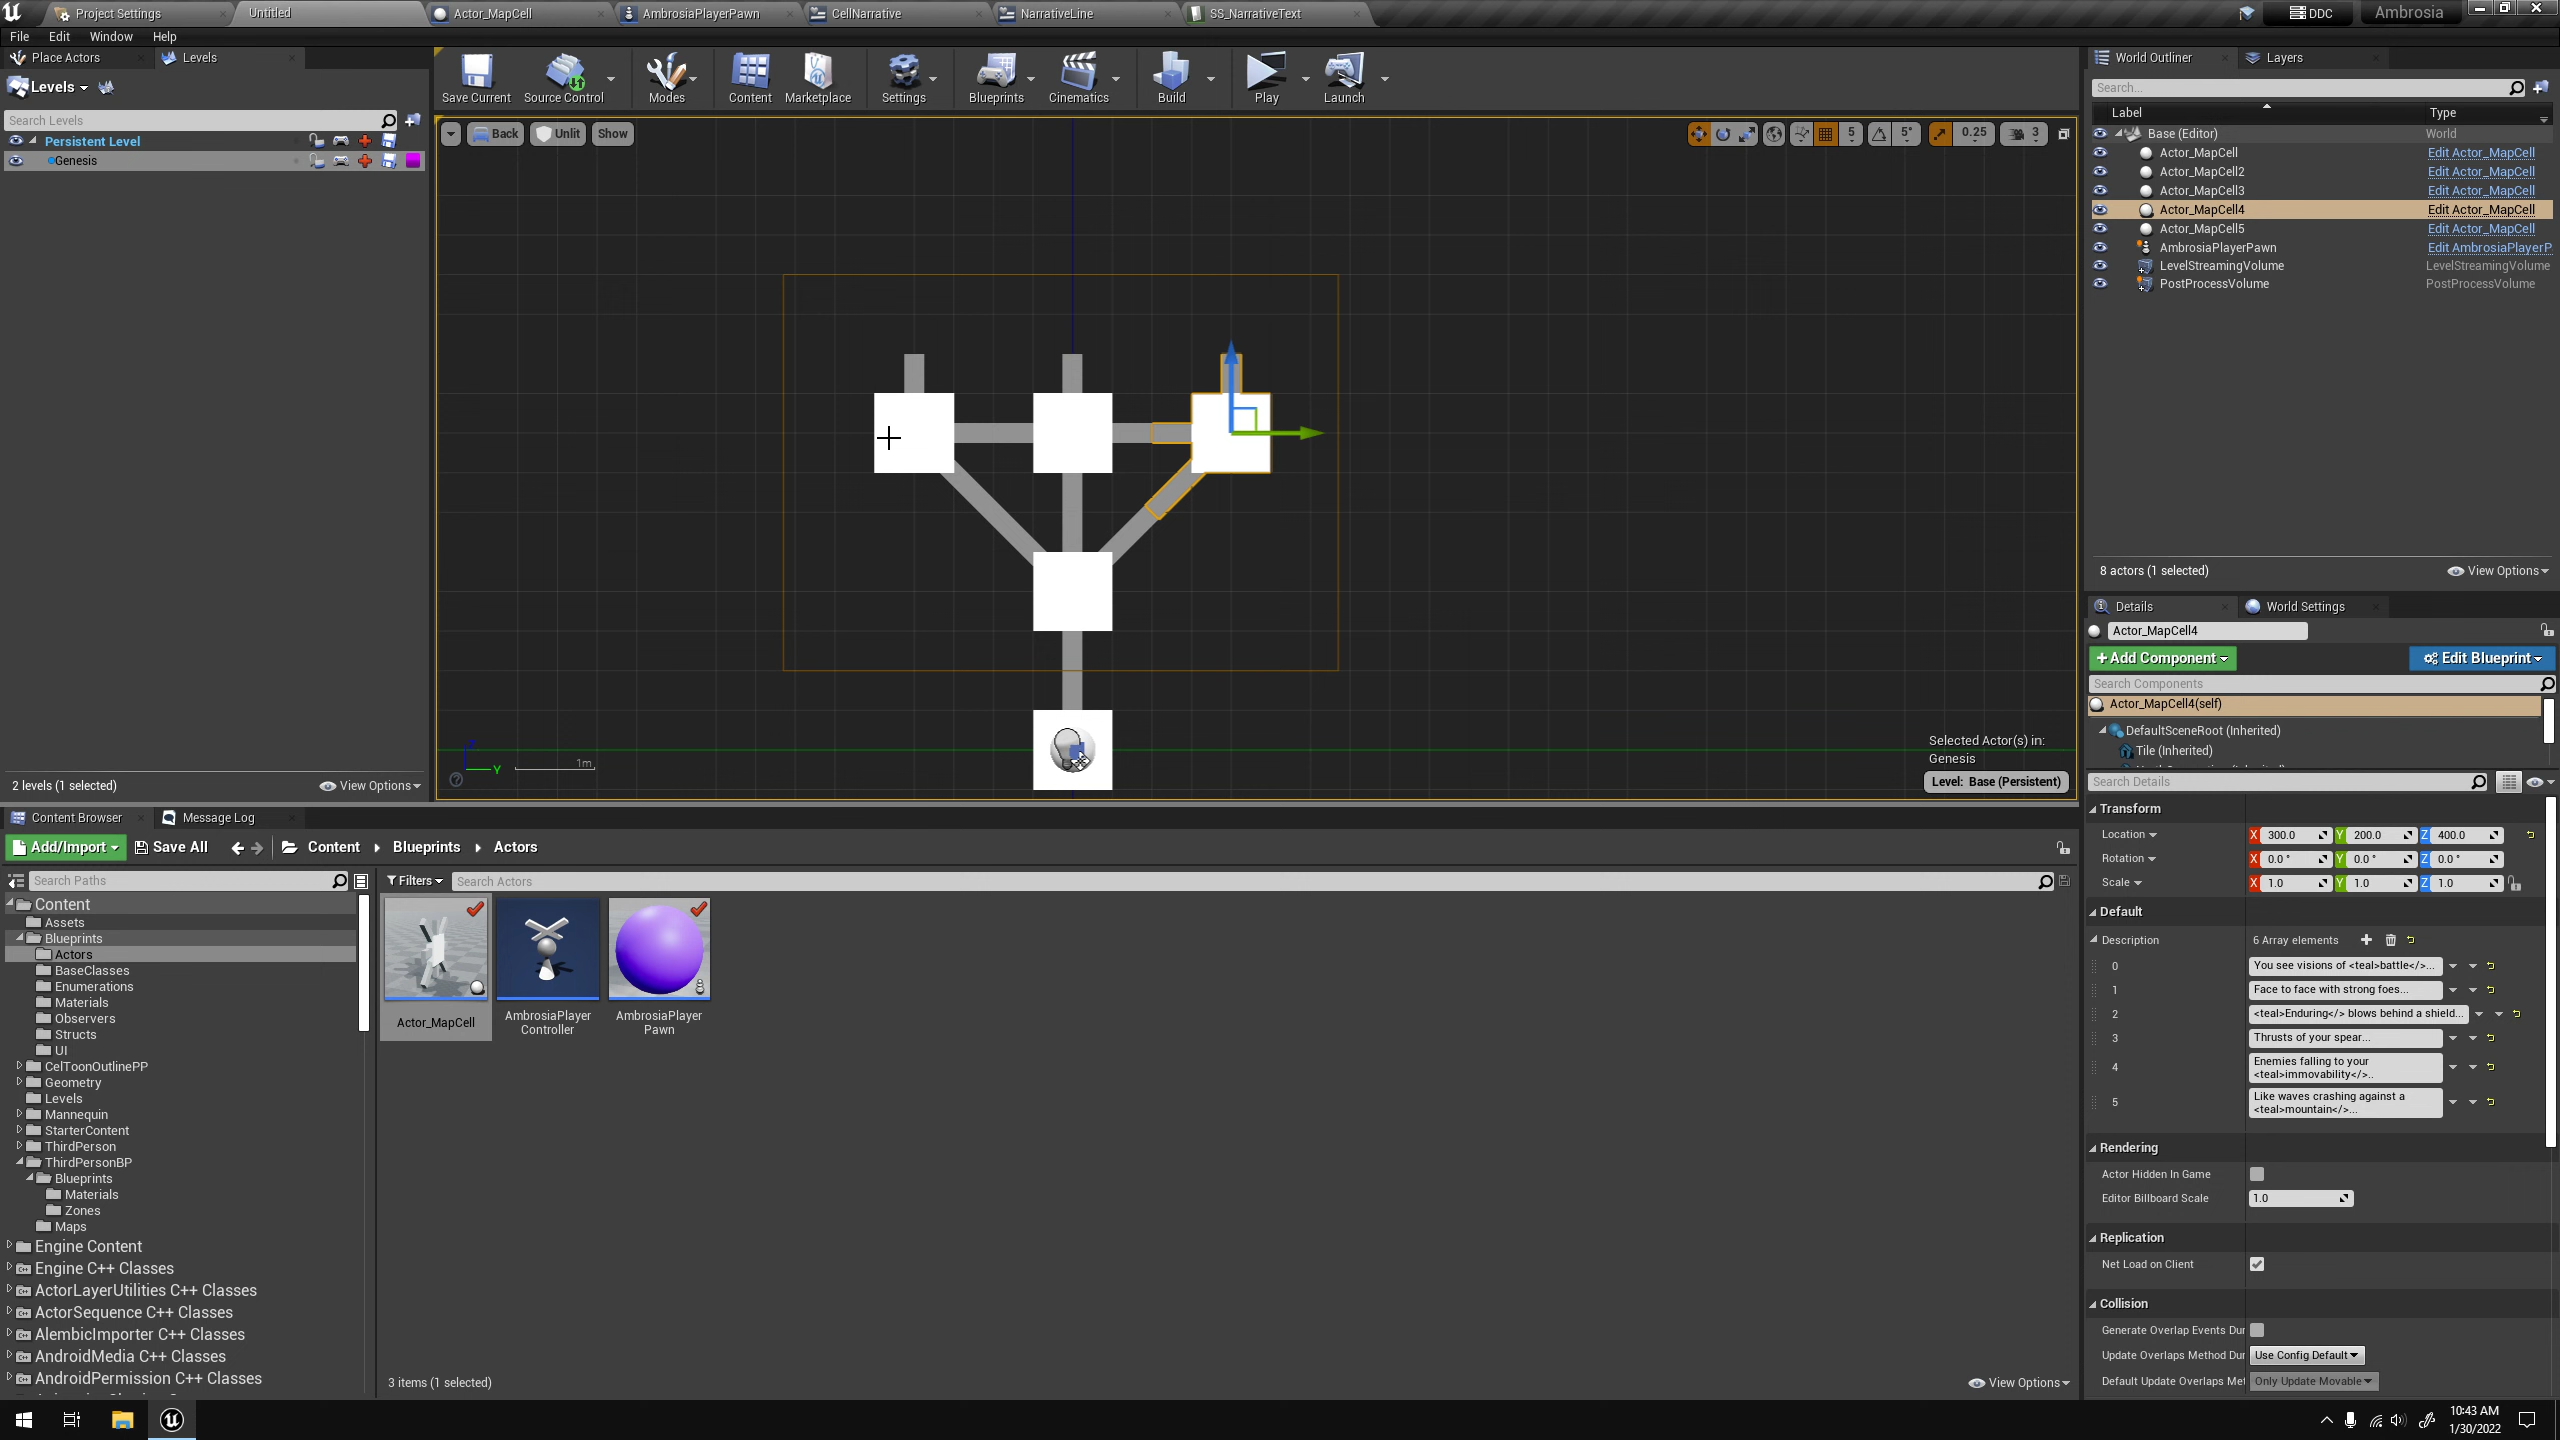 Project Settings
Untitled
Actor_MapCell
AmbrosiaPlayerPawn
CellNarrative
NarrativeLine
SS_NarrativeText
DDC
Ambrosia
File Edit Window Help
Place Actors
Levels
Levels
Search Levels
Persistent Level
Genesis
2 levels (1 selected)
View Options
Save Current
Source Control
Modes
Content
Marketplace
Settings
Blueprints
Cinematics
Build
Play
Launch
Back
Unlit
Show
5
5°
0.25
3
Y
1m
Selected Actor(s) in:
Genesis
Level: Base (Persistent)
World Outliner
Layers
Search...
Label Type
Base (Editor) World
Actor_MapCell Edit Actor_MapCell
Actor_MapCell2 Edit Actor_MapCell
Actor_MapCell3 Edit Actor_MapCell
Actor_MapCell4 Edit Actor_MapCell
Actor_MapCell5 Edit Actor_MapCell
AmbrosiaPlayerPawn Edit AmbrosiaPlayerP
LevelStreamingVolume LevelStreamingVolume
PostProcessVolume PostProcessVolume
8 actors (1 selected)
View Options
Details
World Settings
Actor_MapCell4
+Add Component
Edit Blueprint
Search Components
Actor_MapCell4(self)
DefaultSceneRoot (Inherited)
Tile (Inherited)
Search Details
Transform
Location X 300.0 Y 200.0 Z 400.0
Rotation X 0.0 ° Y 0.0 ° Z 0.0 °
Scale X 1.0 Y 1.0 Z 1.0
Default
Description 6 Array elements
0 You see visions of <teal>battle</>...
1 Face to face with strong foes...
2 <teal>Enduring</> blows behind a shield...
3 Thrusts of your spear...
4 Enemies falling to your
<teal>immovability</>..
5 Like waves crashing against a
<teal>mountain</>...
Rendering
Actor Hidden In Game
Editor Billboard Scale 1.0
Replication
Net Load on Client
Collision
Generate Overlap Events Dur
Update Overlaps Method Dur Use Config Default
Default Update Overlaps Met Only Update Movable
Content Browser
Message Log
Add/Import
Save All
Content
Blueprints
Actors
Search Paths
Filters
Search Actors
Content
Assets
Blueprints
Actors
BaseClasses
Enumerations
Materials
Observers
Structs
UI
CelToonOutlinePP
Geometry
Levels
Mannequin
StarterContent
ThirdPerson
ThirdPersonBP
Blueprints
Materials
Zones
Maps
Engine Content
Engine C++ Classes
ActorLayerUtilities C++ Classes
ActorSequence C++ Classes
AlembicImporter C++ Classes
AndroidMedia C++ Classes
AndroidPermission C++ Classes
Actor_MapCell
AmbrosiaPlayer
Controller
AmbrosiaPlayer
Pawn
3 items (1 selected)
View Options
10:43 AM
1/30/2022